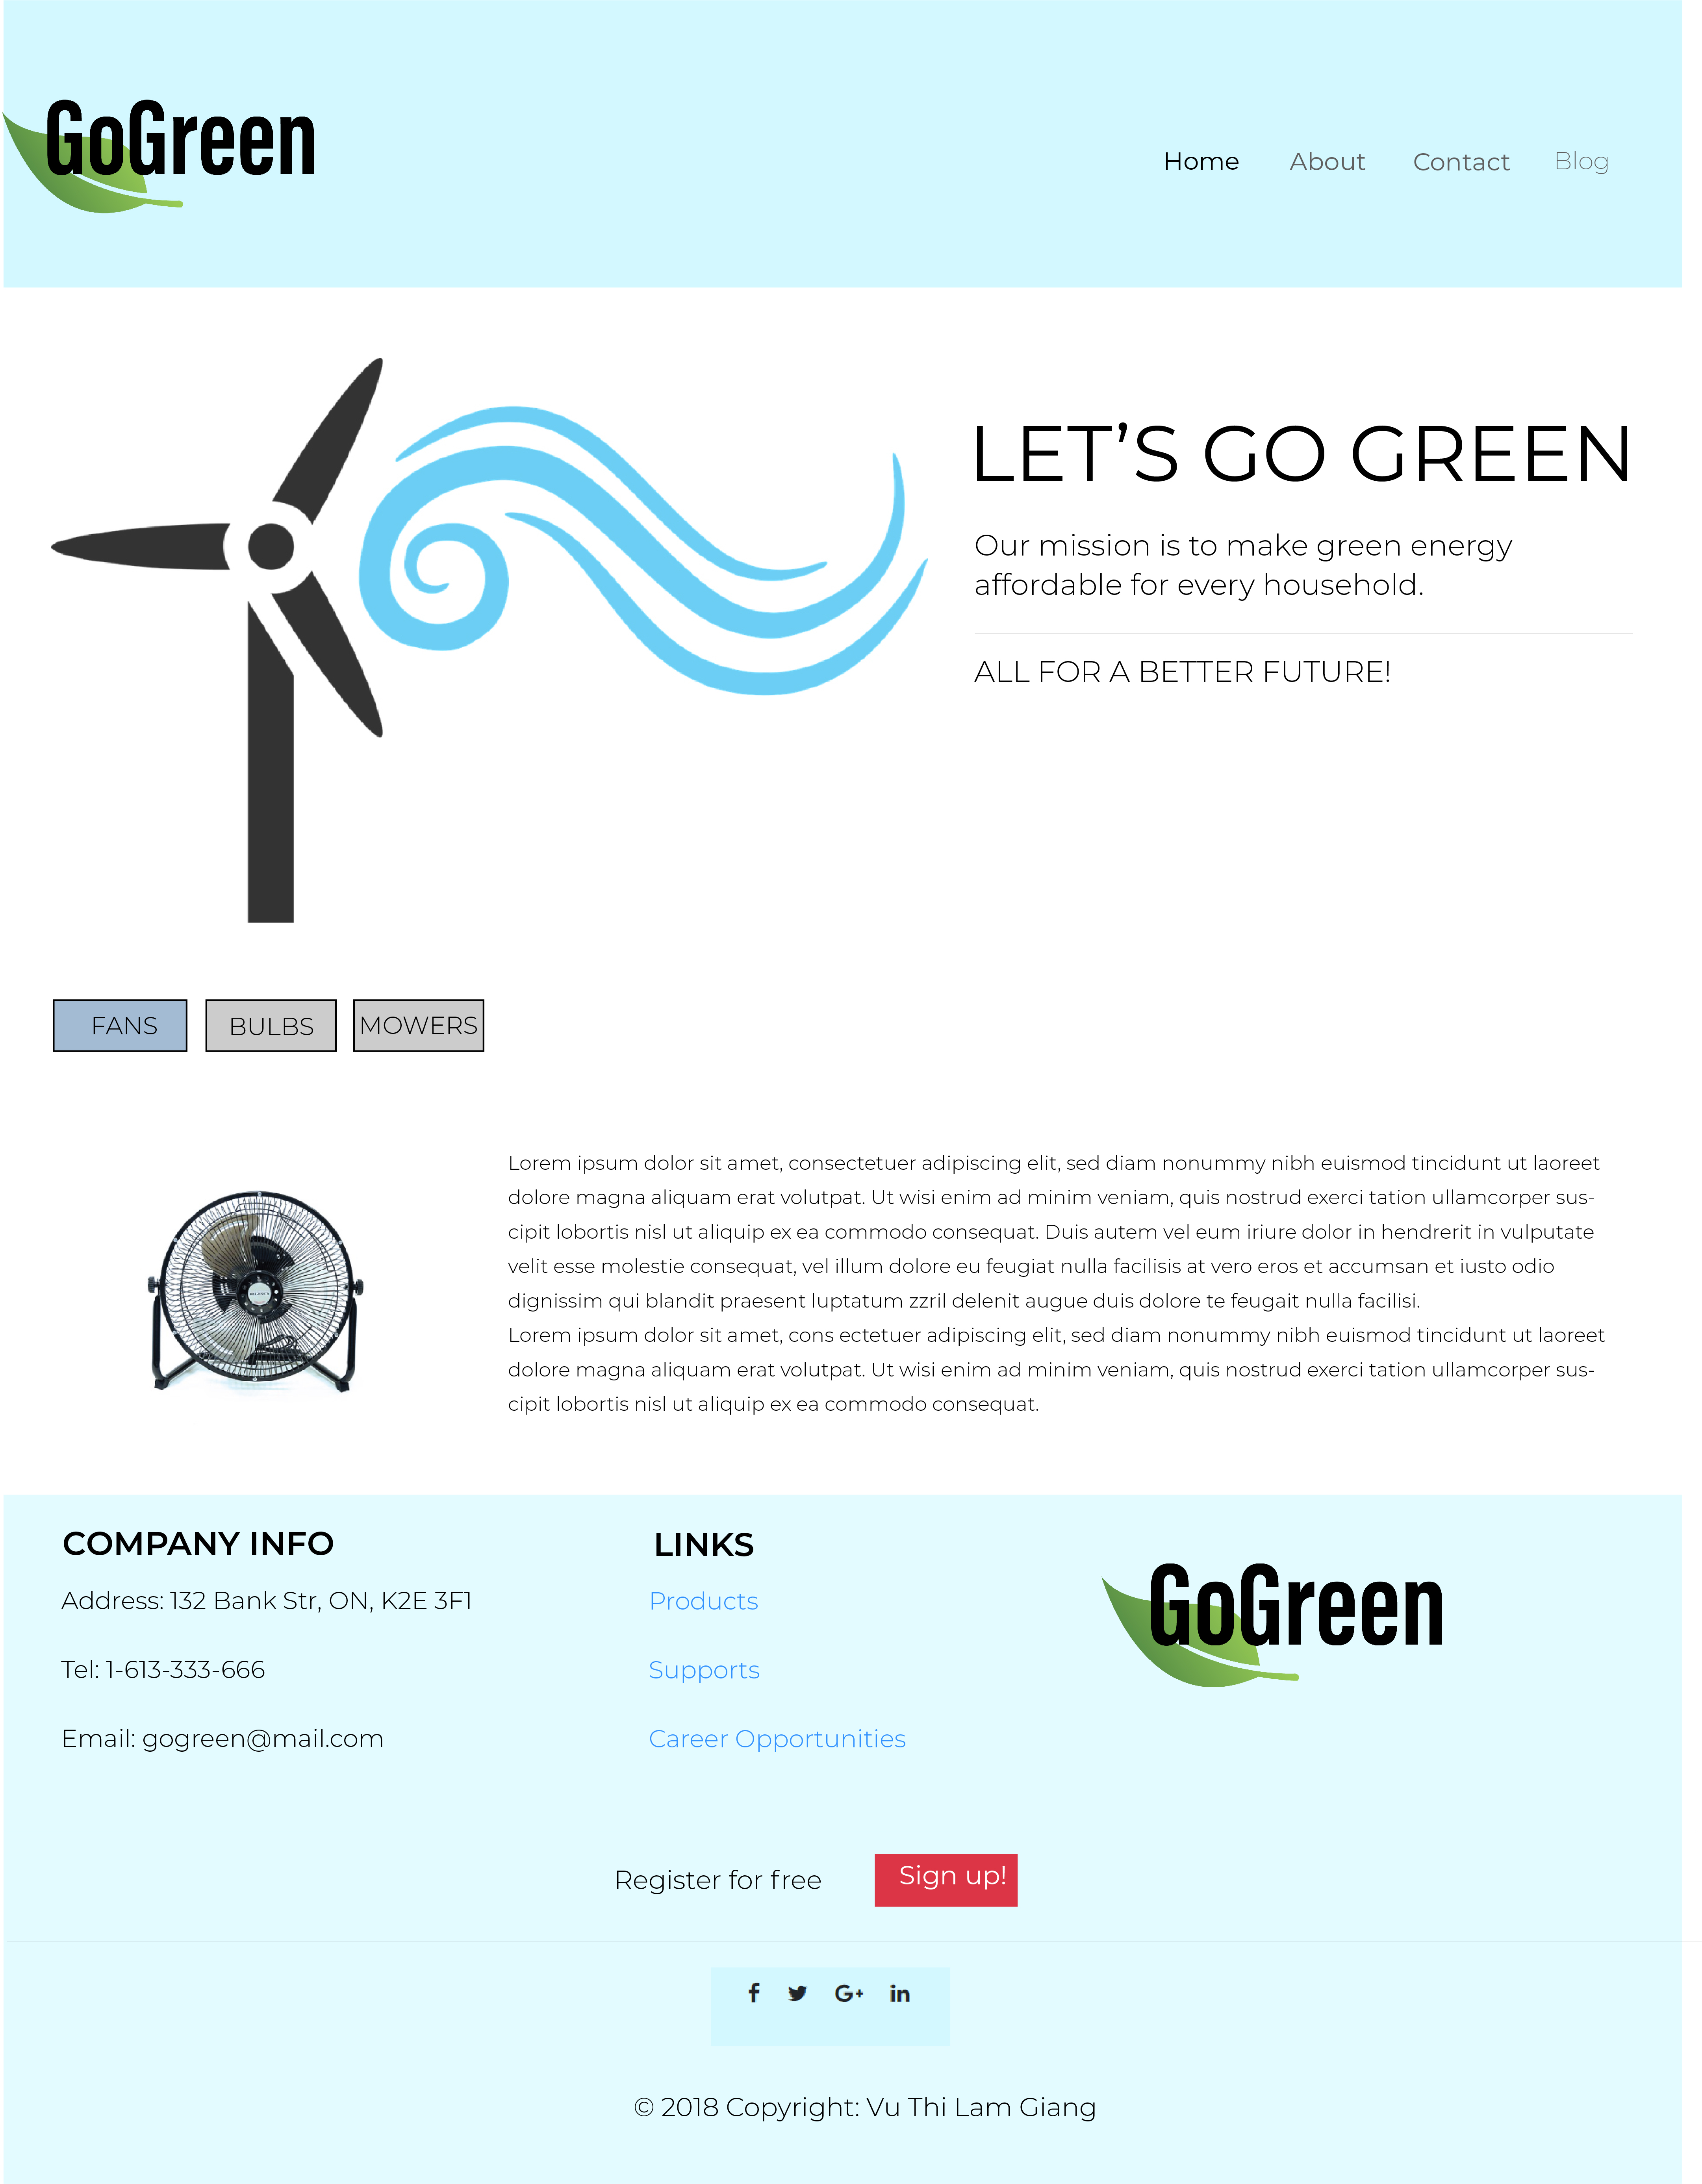 GoGreen
Home About Contact Blog
LET’S GO GREEN
Our mission is to make green energy
affordable for every household.
ALL FOR A BETTER FUTURE!
FANS BULBS MOWERS
Lorem ipsum dolor sit amet, consectetuer adipiscing elit, sed diam nonummy nibh euismod tincidunt ut laoreet
dolore magna aliquam erat volutpat. Ut wisi enim ad minim veniam, quis nostrud exerci tation ullamcorper sus-
cipit lobortis nisl ut aliquip ex ea commodo consequat. Duis autem vel eum iriure dolor in hendrerit in vulputate
velit esse molestie consequat, vel illum dolore eu feugiat nulla facilisis at vero eros et accumsan et iusto odio
dignissim qui blandit praesent luptatum zzril delenit augue duis dolore te feugait nulla facilisi.
Lorem ipsum dolor sit amet, cons ectetuer adipiscing elit, sed diam nonummy nibh euismod tincidunt ut laoreet
dolore magna aliquam erat volutpat. Ut wisi enim ad minim veniam, quis nostrud exerci tation ullamcorper sus-
cipit lobortis nisl ut aliquip ex ea commodo consequat.
COMPANY INFO
Address: 132 Bank Str, ON, K2E 3F1
Tel: 1-613-333-666
Email: gogreen@mail.com
LINKS
Products
Supports
Career Opportunities
GoGreen
Register for free Sign up!
f G+ in
© 2018 Copyright: Vu Thi Lam Giang